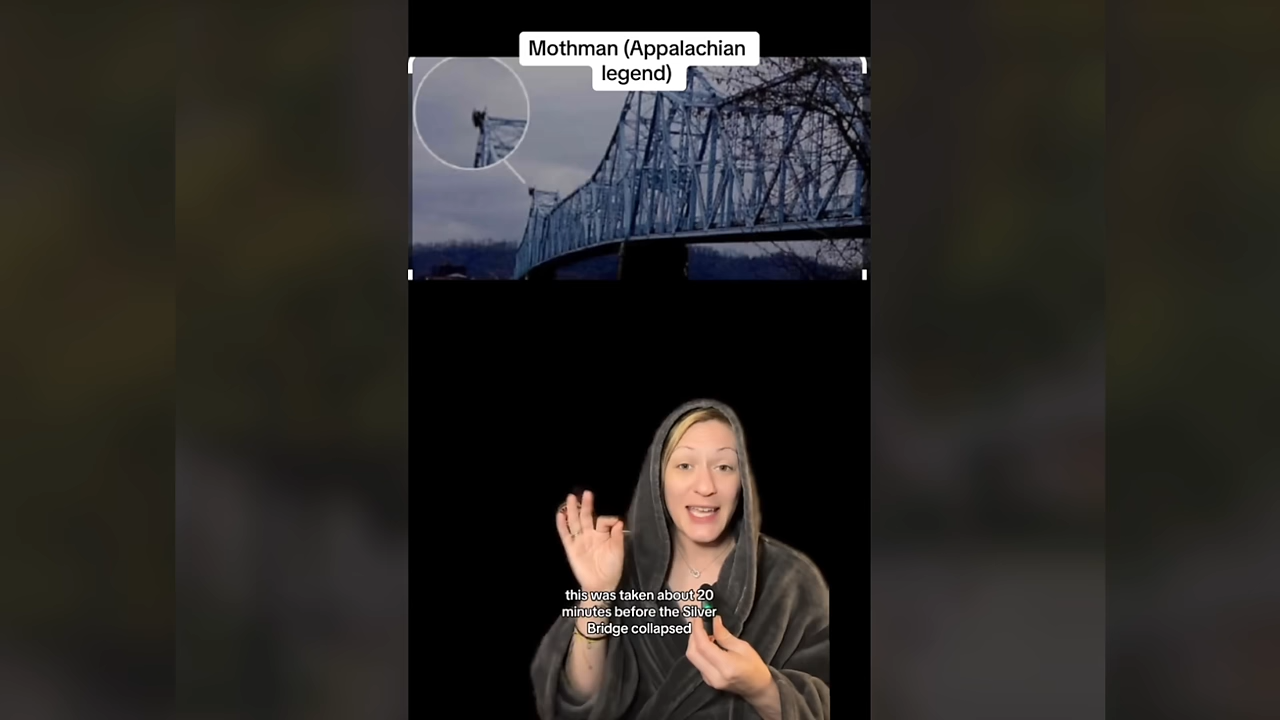 Mothman (Appalachian
legend)
this was taken about 20
minutes before the Silver
Bridge collapsed